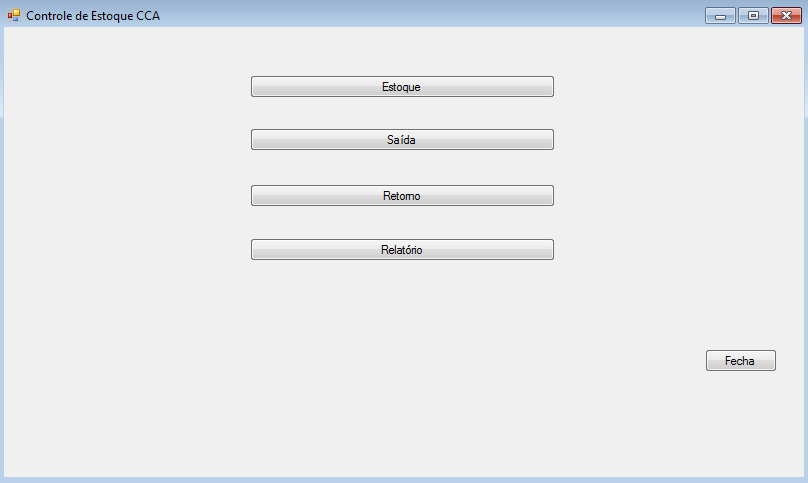 Controle de Estoque CCA
Estoque
Saída
Retorno
Relatório
Fecha